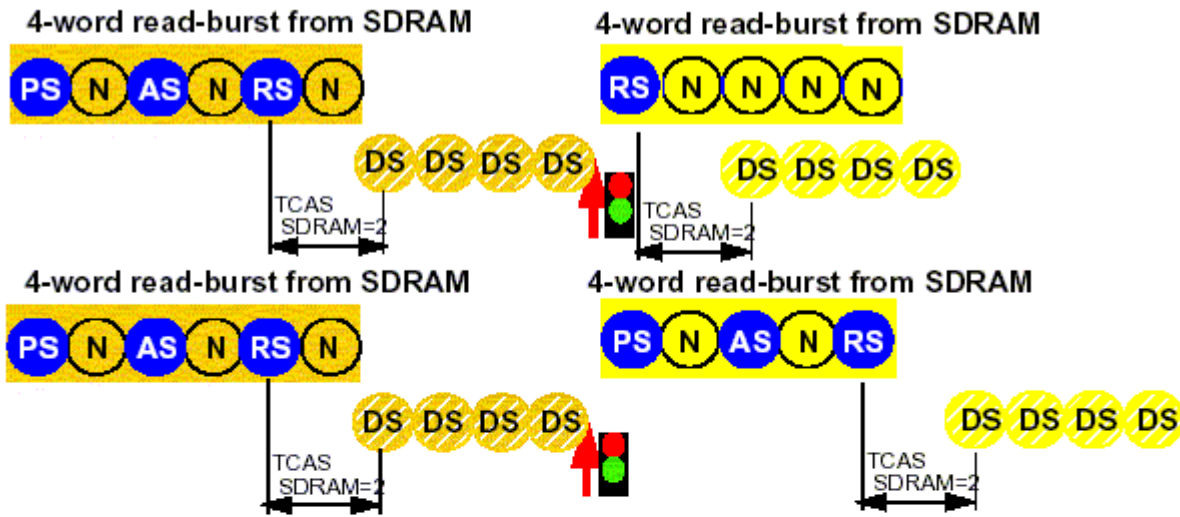 4-word read-burst from SDRAM
4-word read-burst from SDRAM
PS N AS N RS N
RS N N N N
DS DS DS DS
DS DS DS DS
TCAS
SDRAM=2
TCAS
SDRAM=2
4-word read-burst from SDRAM
4-word read-burst from SDRAM
PS N AS N RS N
PS N AS N RS
DS DS DS DS
DS DS DS DS
TCAS
SDRAM=2
TCAS
SDRAM=2